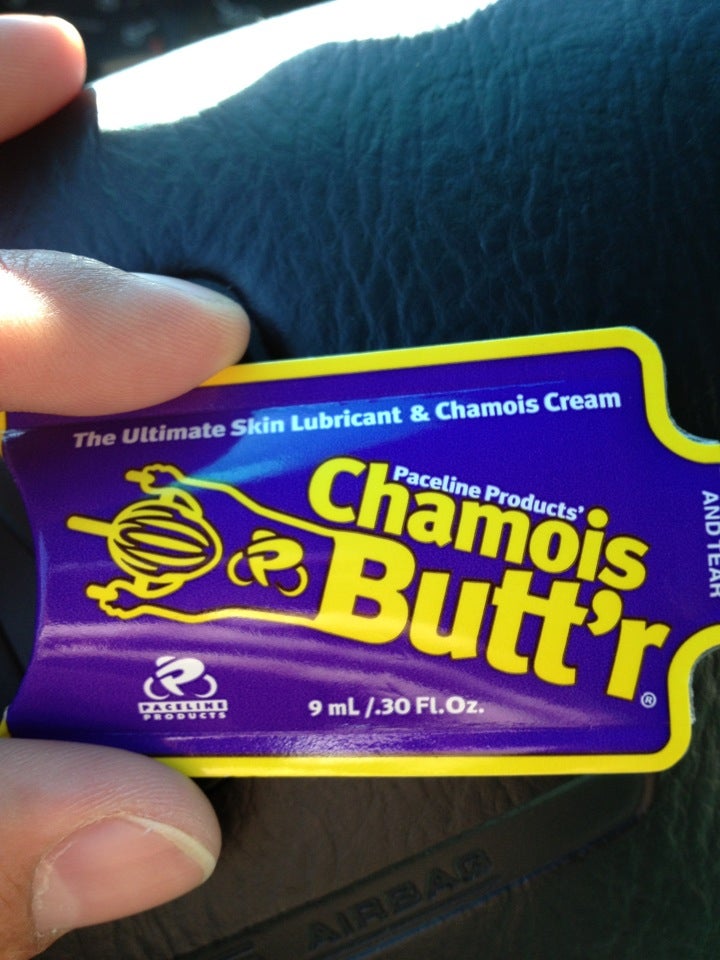 The Ultimate Skin Lubricant & Chamois Cream
Paceline Products'
Chamois
Butt'r®
AND TEAR
PACELINE
PRODUCTS
9 mL /.30 Fl.Oz.
AIRBAG